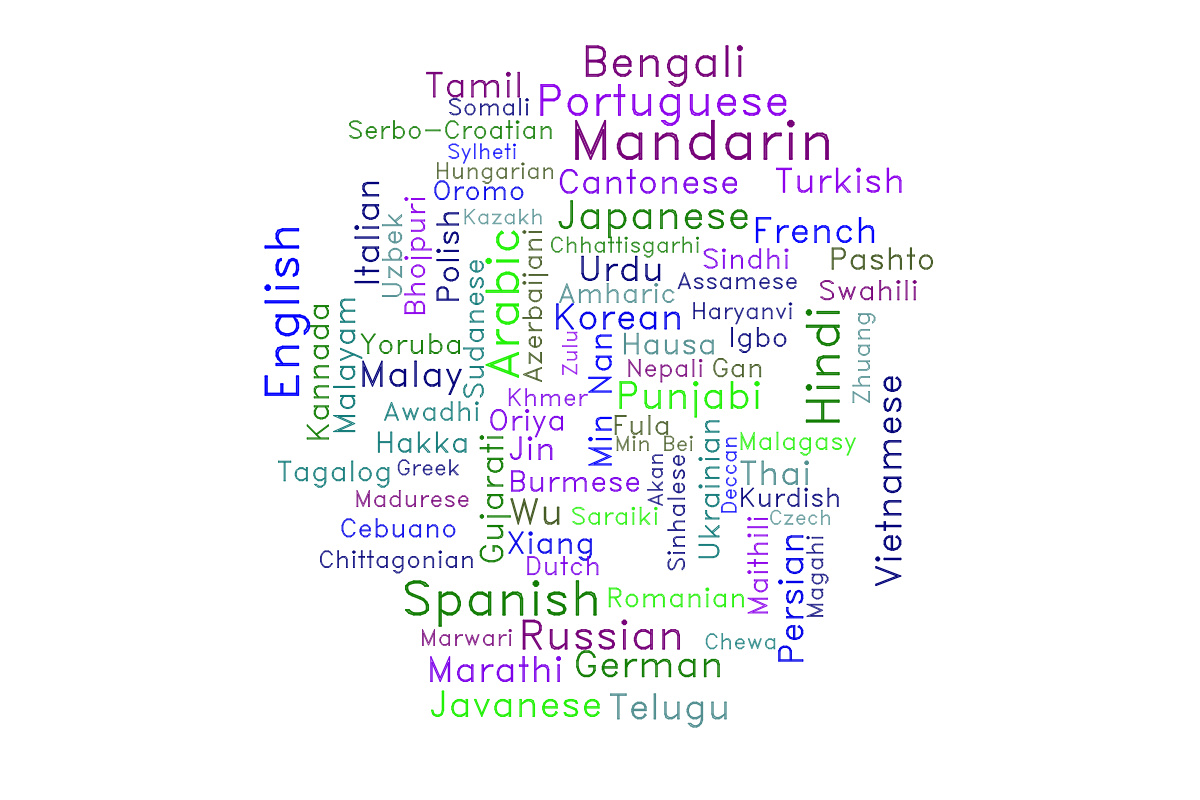 Bengali
Tamil
Somali
Portuguese
Serbo-Croatian
Mandarin
Sylheti
Hungarian
Oromo
Cantonese
Turkish
Italian
Uzbek
Bhojpuri
Polish
Kazakh
Japanese
French
English
Arabic
Azerbaijani
Chhattisgarhi
Sindhi
Pashto
Urdu
Assamese
Amharic
Swahili
Kannada
Malayam
Sudanese
Korean
Haryanvi
Hindi
Zhuang
Yoruba
Zulu
Min Nan
Hausa
Igbo
Malay
Nepali
Gan
Khmer
Punjabi
Vietnamese
Awadhi
Oriya
Fula
Hakka
Gujarati
Jin
Min Bei
Ukrainian
Deccan
Malagasy
Tagalog
Greek
Burmese
Akan
Sinhalese
Thai
Madurese
Kurdish
Wu
Saraiki
Czech
Cebuano
Xiang
Maithili
Persian
Magahi
Chittagonian
Dutch
Spanish
Romanian
Marwari
Russian
Chewa
Marathi
German
Javanese
Telugu